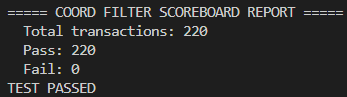 ===== COORD FILTER SCOREBOARD REPORT =====
Total transactions: 220
Pass: 220
Fail: 0
TEST PASSED